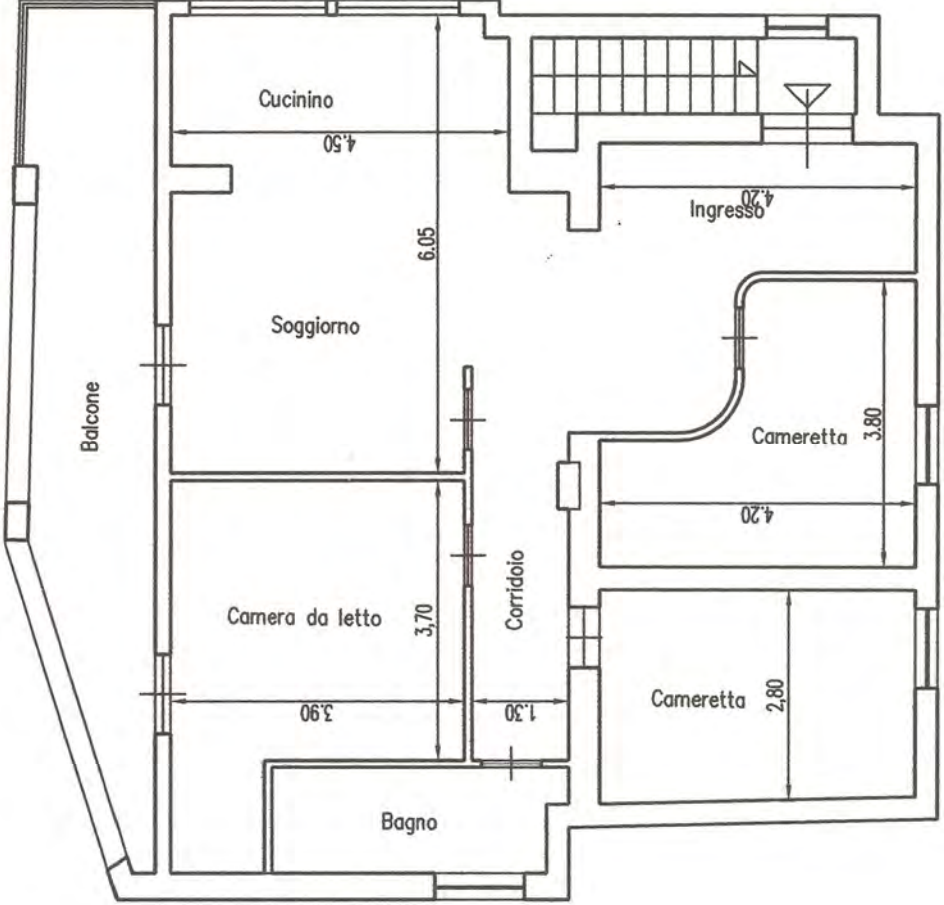 Cucinino
4.50
4.20
Ingresso
6.05
Soggiorno
Balcone
Cameretta
3.80
4.20
Corridoio
Camera da letto
3,70
3.90
1.30
Cameretta
2,80
Bagno